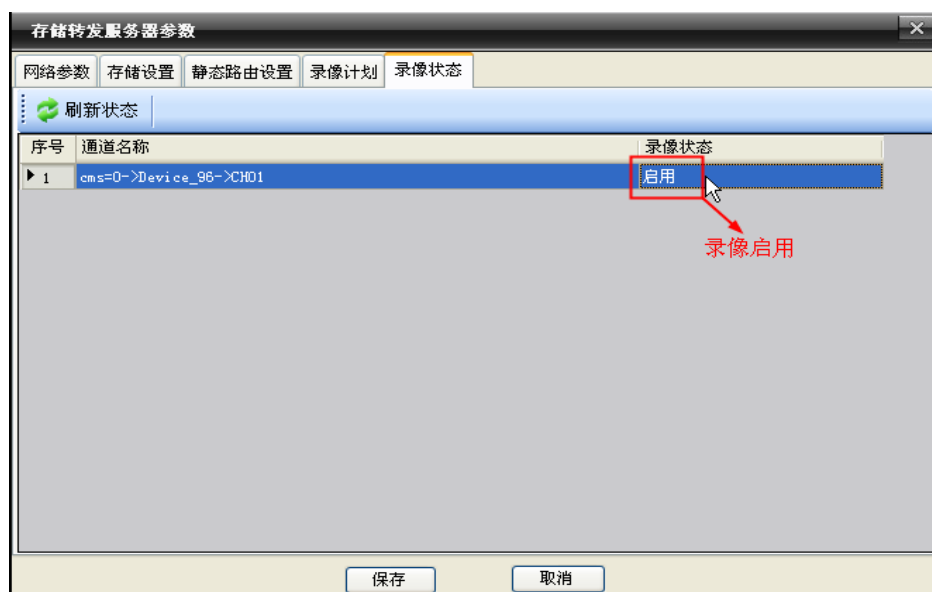 存储转发服务器参数
网络参数 存储设置 静态路由设置 录像计划 录像状态
刷新状态
序号 通道名称 录像状态
1 cms=0->Device_96->CH01 启用
录像启用
保存 取消